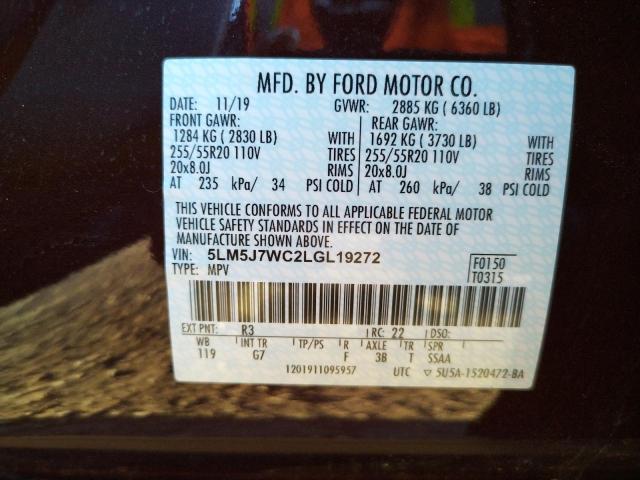 MFD. BY FORD MOTOR CO.
DATE: 11/19 GVWR: 2885 KG ( 6360 LB)
FRONT GAWR: REAR GAWR:
1284 KG ( 2830 LB) WITH 1692 KG ( 3730 LB) WITH
255/55R20 110V TIRES 255/55R20 110V TIRES
20x8.0J RIMS 20x8.0J RIMS
AT 235 kPa/ 34 PSI COLD AT 260 kPa/ 38 PSI COLD
THIS VEHICLE CONFORMS TO ALL APPLICABLE FEDERAL MOTOR
VEHICLE SAFETY STANDARDS IN EFFECT ON THE DATE OF
MANUFACTURE SHOWN ABOVE.
VIN: 5LM5J7WC2LGL19272 F0150
TYPE: MPV T0315
EXT PNT: R3 RC: 22 DSO:
WB INT TR TP/PS R AXLE TR SPR
119 G7 F 3B T SSAA
1201911095957 UTC ▽ 5U5A-1520472-BA